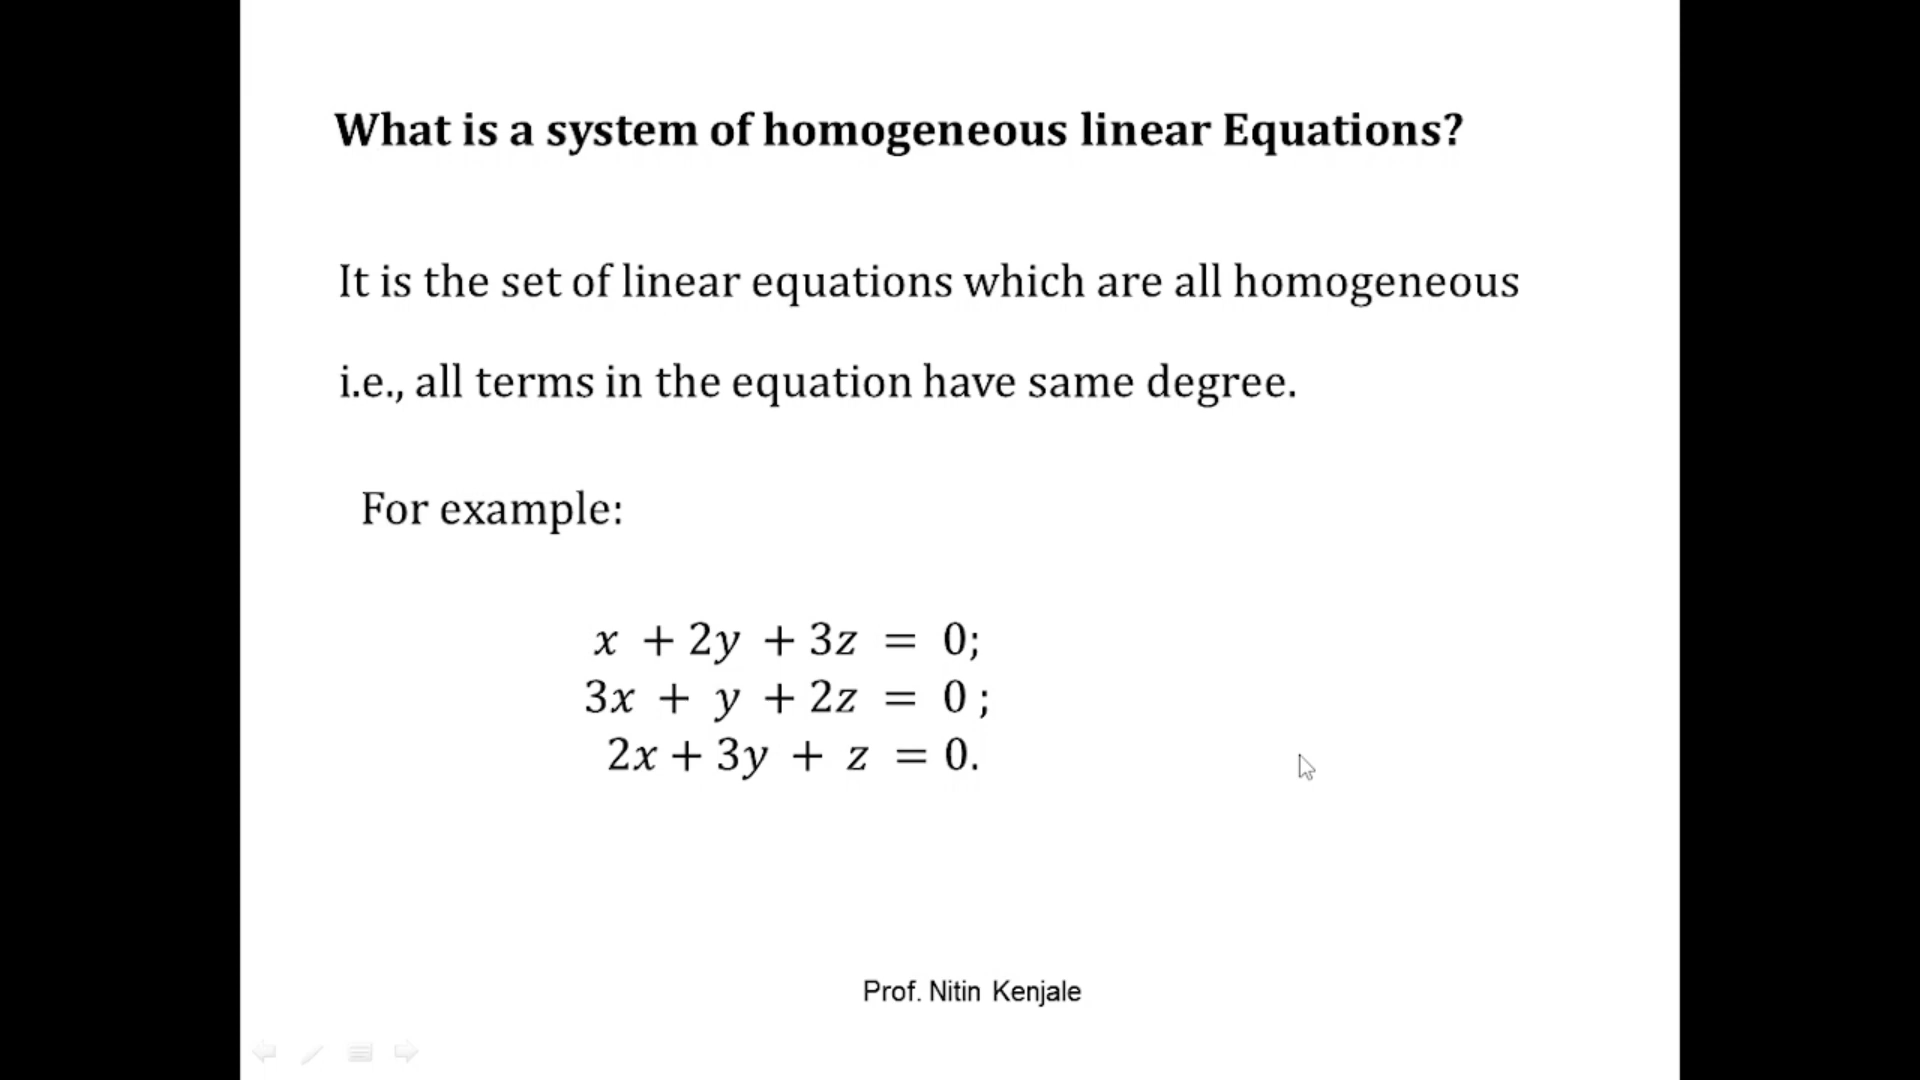 What is a system of homogeneous linear Equations?
It is the set of linear equations which are all homogeneous
i.e., all terms in the equation have same degree.
For example:
x + 2y + 3z = 0;
3x + y + 2z = 0 ;
2x + 3y + z = 0.
Prof. Nitin Kenjale